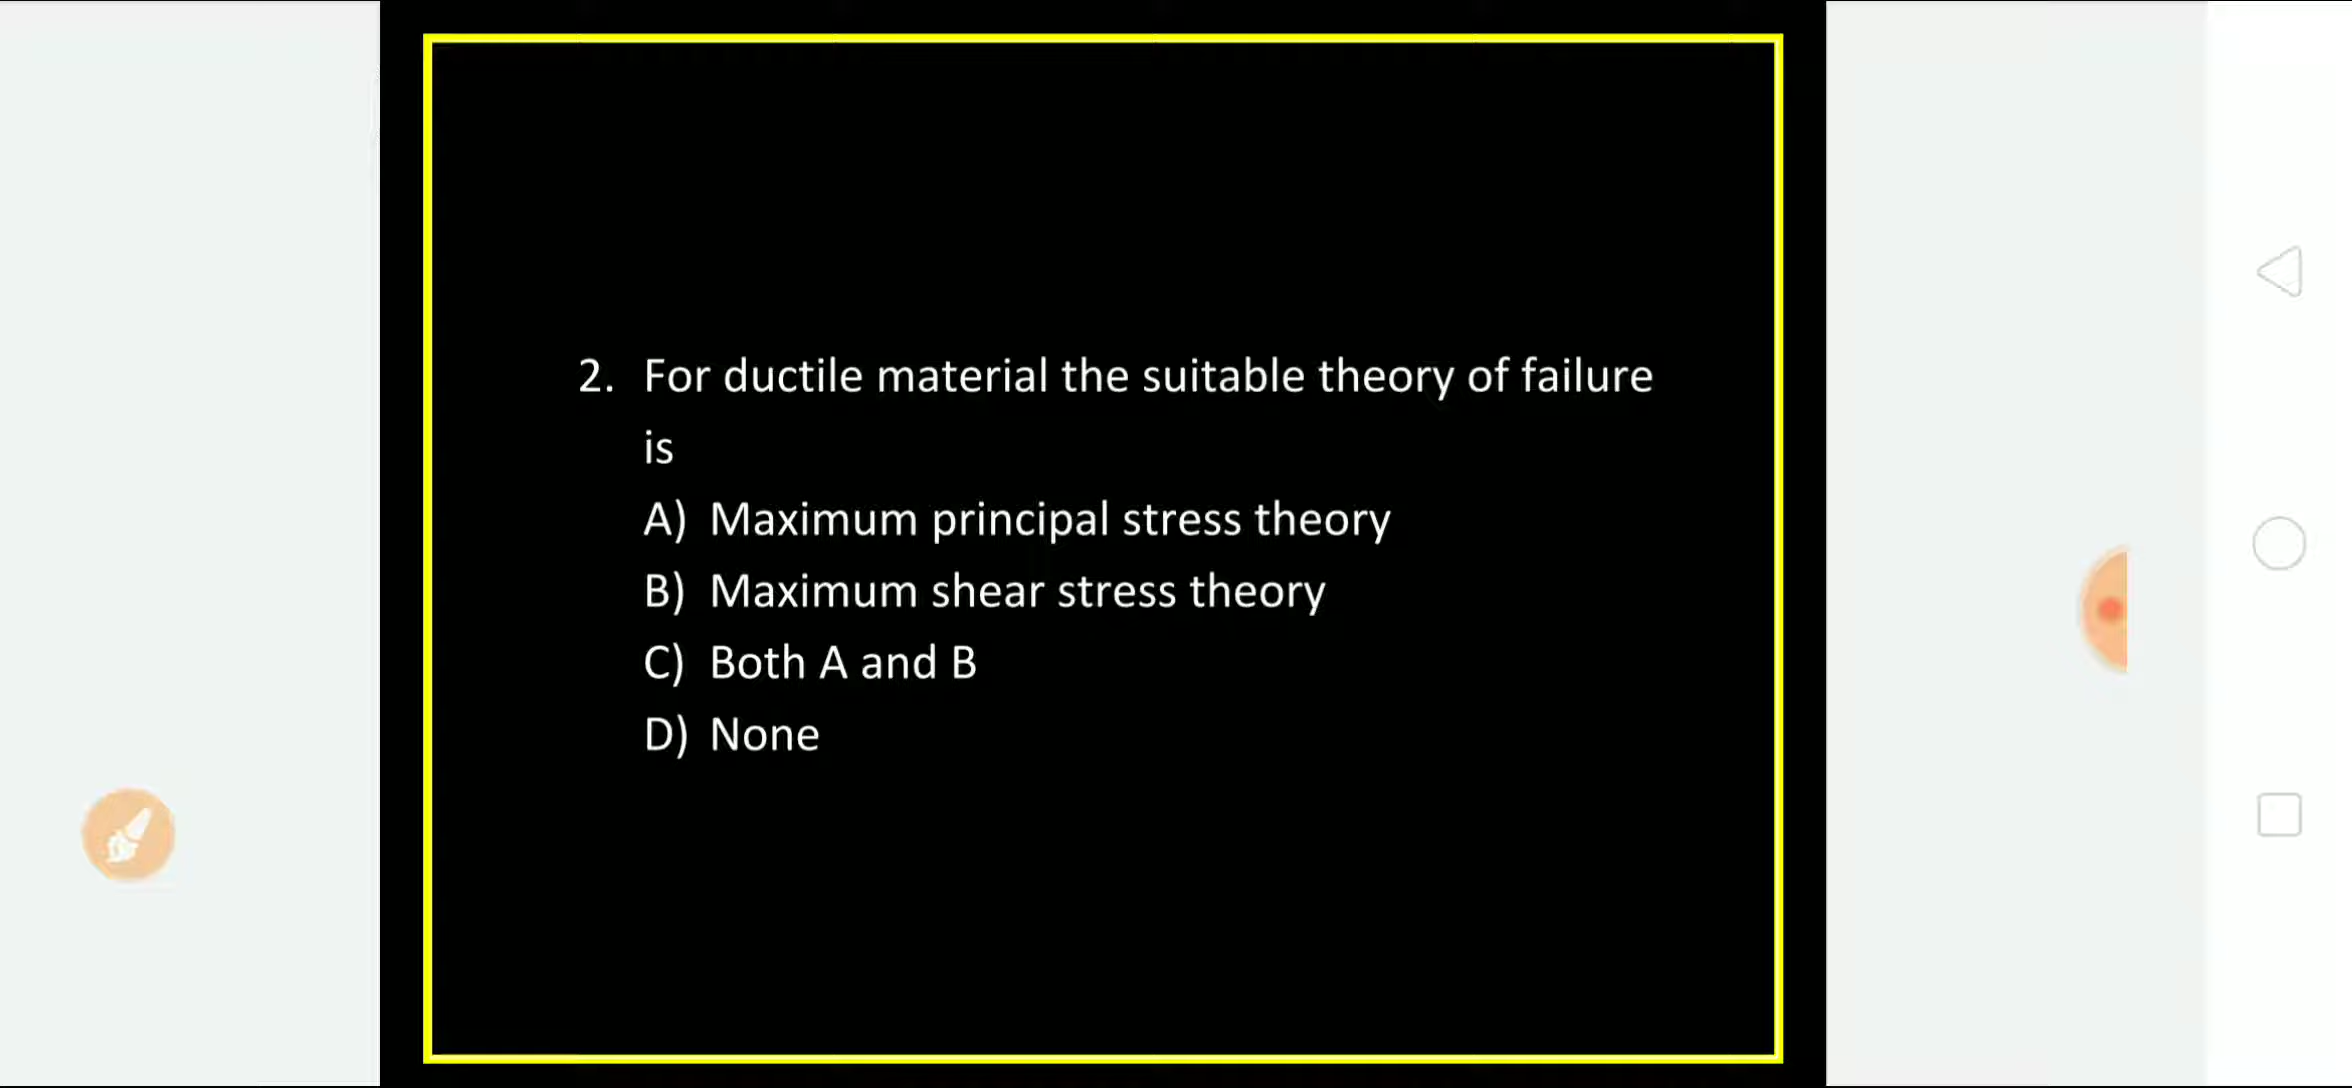 2. For ductile material the suitable theory of failure
is
A) Maximum principal stress theory
B) Maximum shear stress theory
C) Both A and B
D) None